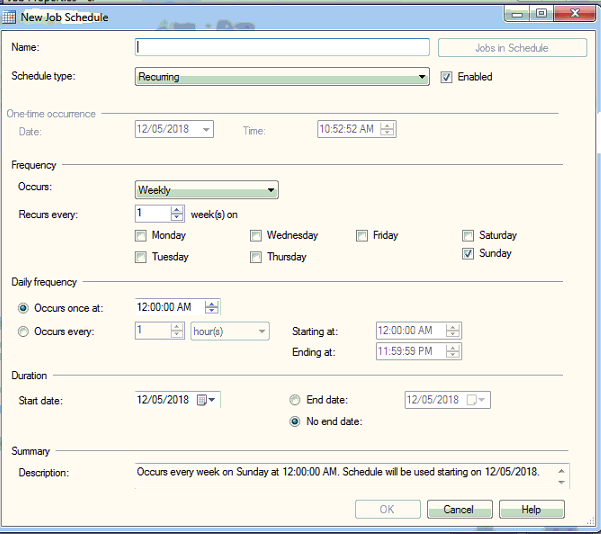 New Job Schedule
Name:
Jobs in Schedule
Schedule type: Recurring Enabled
One-time occurrence
Date: 12/05/2018 Time: 10:52:52 AM
Frequency
Occurs: Weekly
Recurs every: 1 week(s) on
Monday Wednesday Friday Saturday
Tuesday Thursday Sunday
Daily frequency
Occurs once at: 12:00:00 AM
Occurs every: 1 hour(s) Starting at: 12:00:00 AM
Ending at: 11:59:59 PM
Duration
Start date: 12/05/2018 End date: 12/05/2018
No end date:
Summary
Description: Occurs every week on Sunday at 12:00:00 AM. Schedule will be used starting on 12/05/2018.
OK Cancel Help